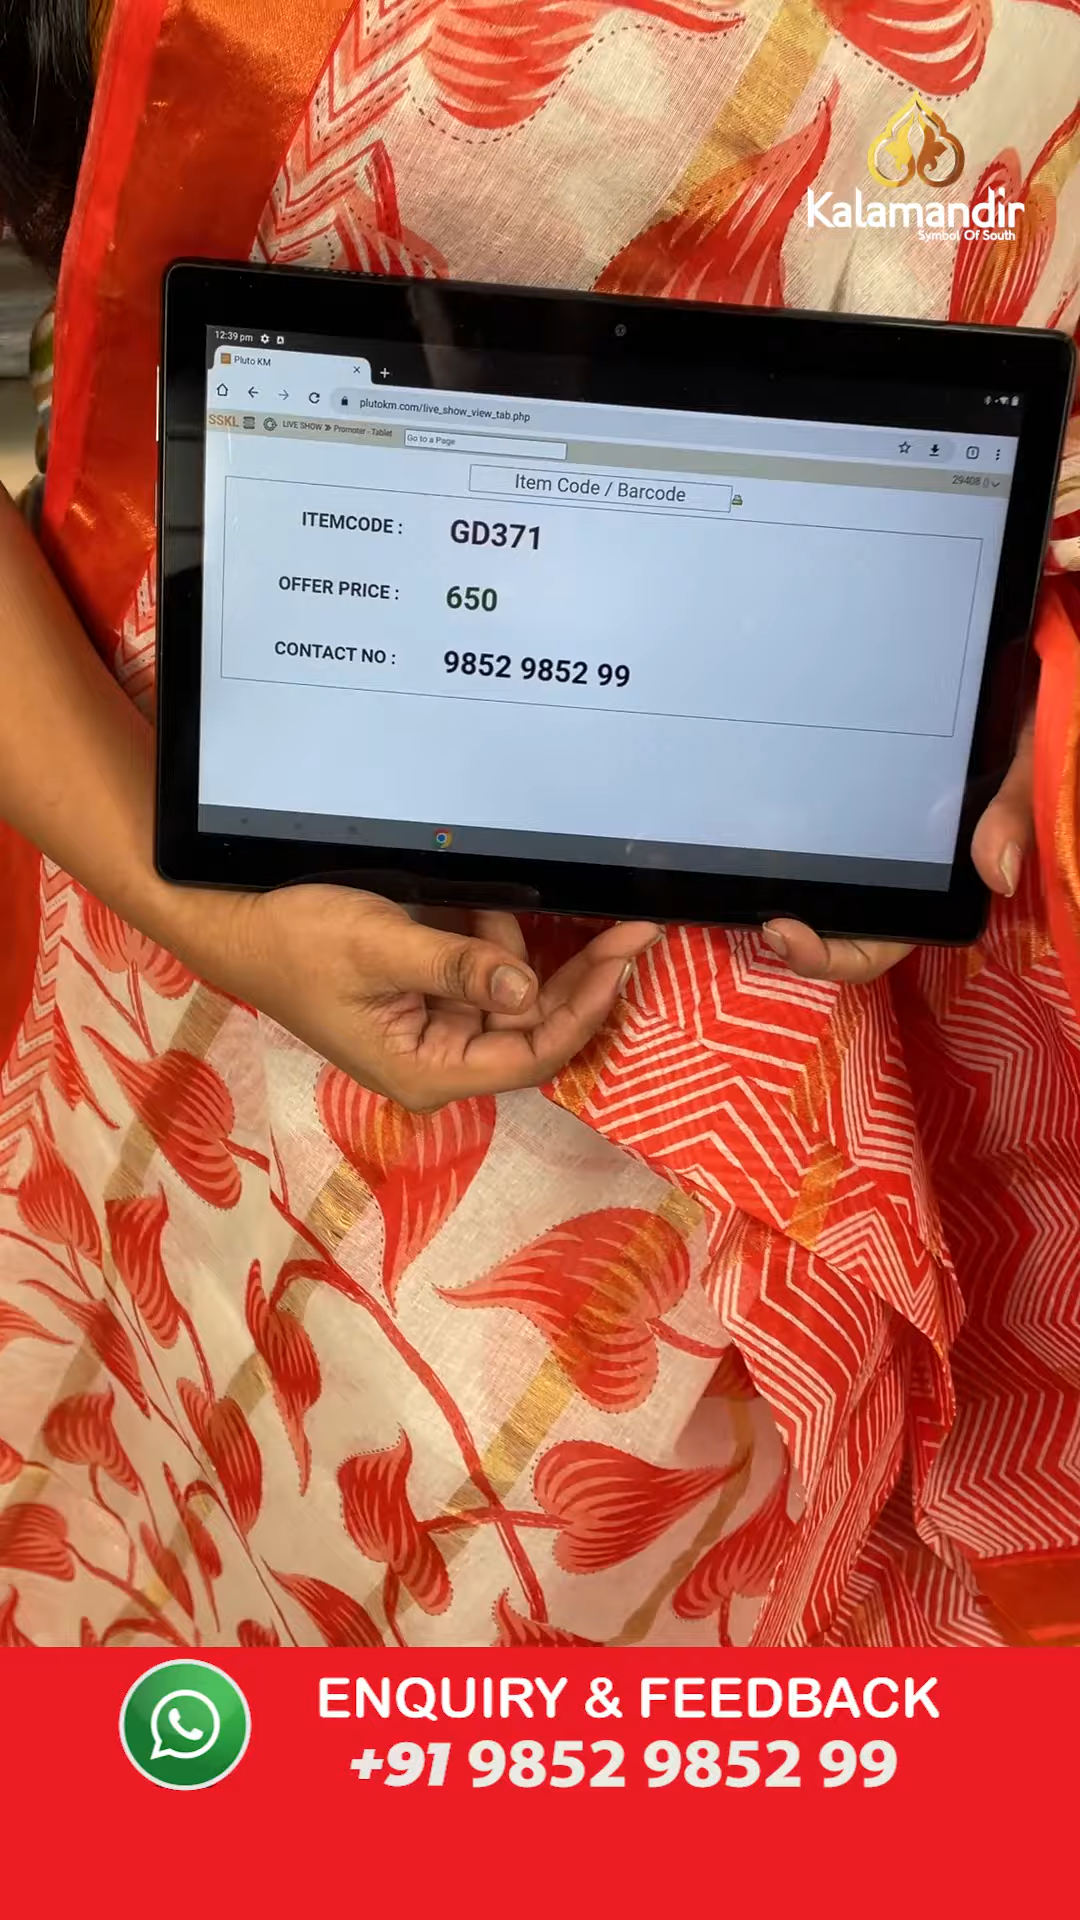 Kalamandir
Symbol Of South
12:39 pm
Pluto KM
plutokm.com/live_show_view_tab.php
SSKL
LIVE SHOW
Promoter - Tablet
Go to a Page
29408 ()
Item Code / Barcode
ITEMCODE : GD371
OFFER PRICE : 650
CONTACT NO : 9852 9852 99
ENQUIRY & FEEDBACK
+91 9852 9852 99